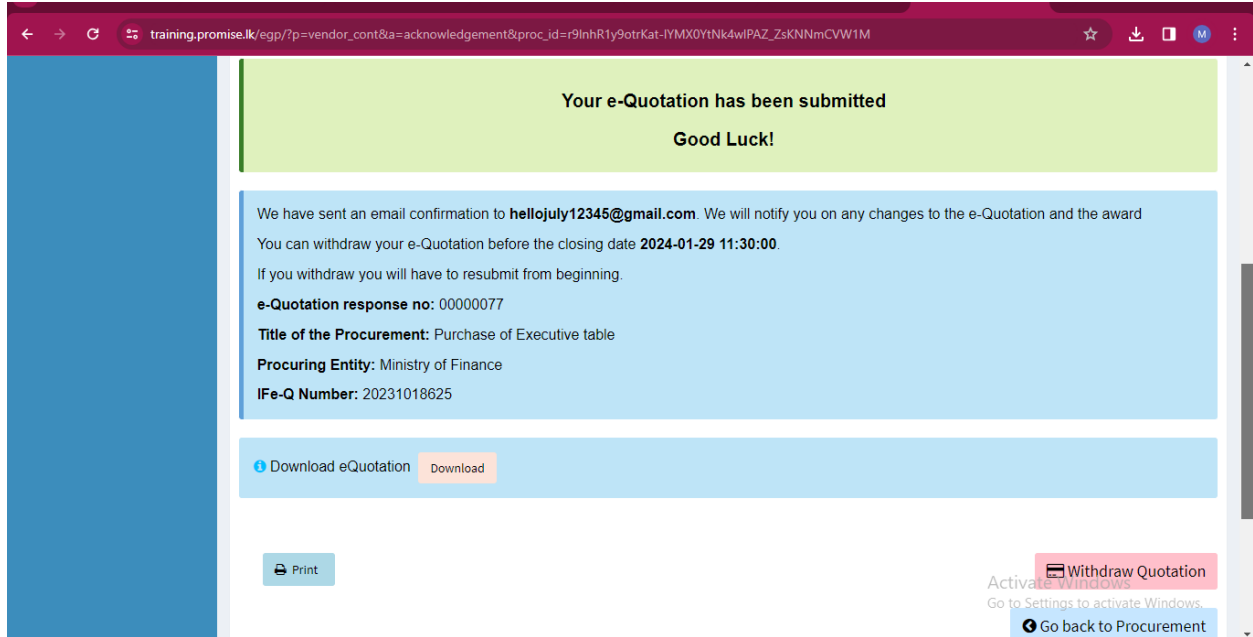 training.promise.lk/egp/?p=vendor_cont&a=acknowledgement&proc_id=r9lnhR1y9otrKat-IYMX0YtNk4wlPAZ_ZsKNNmCVW1M
M
Your e-Quotation has been submitted
Good Luck!
We have sent an email confirmation to hellojuly12345@gmail.com. We will notify you on any changes to the e-Quotation and the award
You can withdraw your e-Quotation before the closing date 2024-01-29 11:30:00.
If you withdraw you will have to resubmit from beginning.
e-Quotation response no: 00000077
Title of the Procurement: Purchase of Executive table
Procuring Entity: Ministry of Finance
IFe-Q Number: 20231018625
Download eQuotation Download
Print
Withdraw Quotation
Activate Windows
Go to Settings to activate Windows.
Go back to Procurement